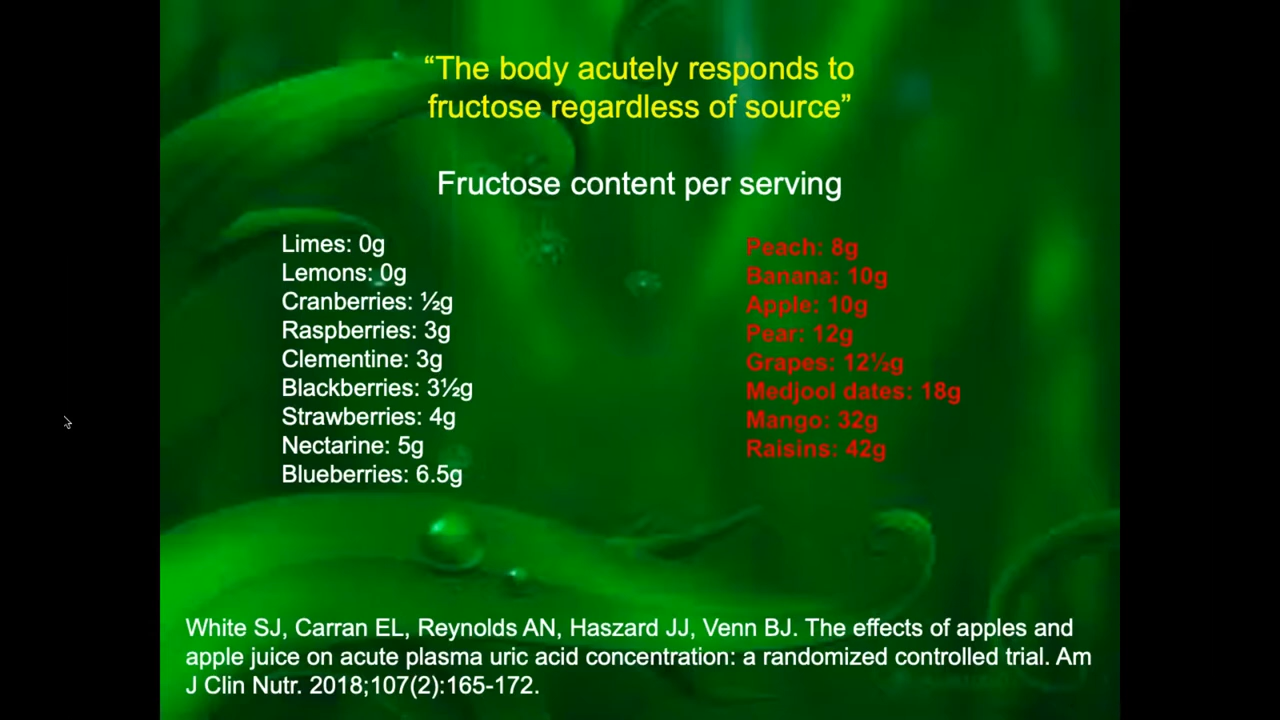 “The body acutely responds to
fructose regardless of source”
Fructose content per serving
Limes: 0g
Lemons: 0g
Cranberries: ½g
Raspberries: 3g
Clementine: 3g
Blackberries: 3½g
Strawberries: 4g
Nectarine: 5g
Blueberries: 6.5g
Peach: 8g
Banana: 10g
Apple: 10g
Pear: 12g
Grapes: 12½g
Medjool dates: 18g
Mango: 32g
Raisins: 42g
White SJ, Carran EL, Reynolds AN, Haszard JJ, Venn BJ. The effects of apples and
apple juice on acute plasma uric acid concentration: a randomized controlled trial. Am
J Clin Nutr. 2018;107(2):165-172.